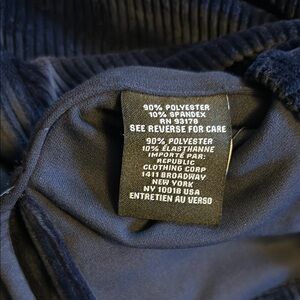 90% POLYESTER
10% SPANDEX
RN 93178
SEE REVERSE FOR CARE
90% POLYESTER
10% ÉLASTHANNE
IMPORTÉ PAR:
REPUBLIC
CLOTHING CORP
1411 BROADWAY
NEW YORK
NY 10018 USA
ENTRETIEN AU VERSO